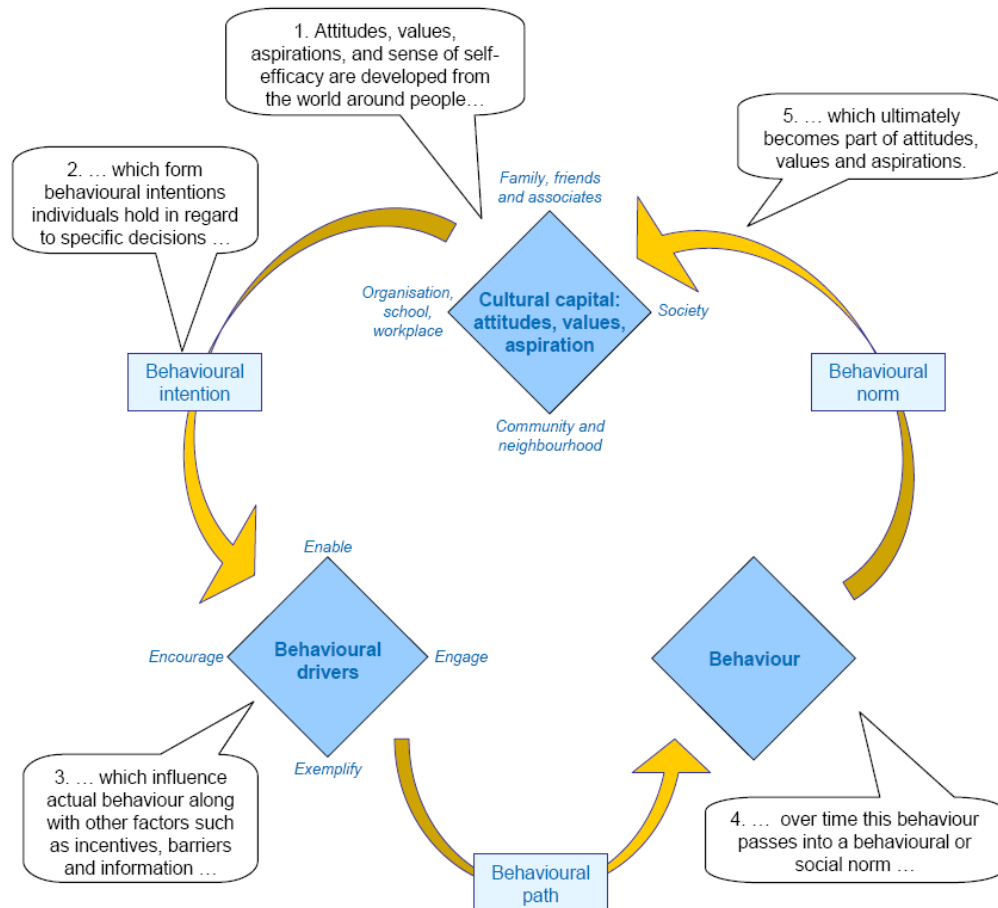 1. Attitudes, values,
aspirations, and sense of self-
efficacy are developed from
the world around people…
5. … which ultimately
becomes part of attitudes,
values and aspirations.
2. … which form
behavioural intentions
individuals hold in regard
to specific decisions …
Family, friends
and associates
Organisation,
school,
workplace
Cultural capital:
attitudes, values,
aspiration
Society
Community and
neighbourhood
Behavioural
intention
Behavioural
norm
Enable
Encourage
Behavioural
drivers
Engage
Exemplify
Behaviour
3. … which influence
actual behaviour along
with other factors such
as incentives, barriers
and information …
4. … over time this behaviour
passes into a behavioural or
social norm …
Behavioural
path